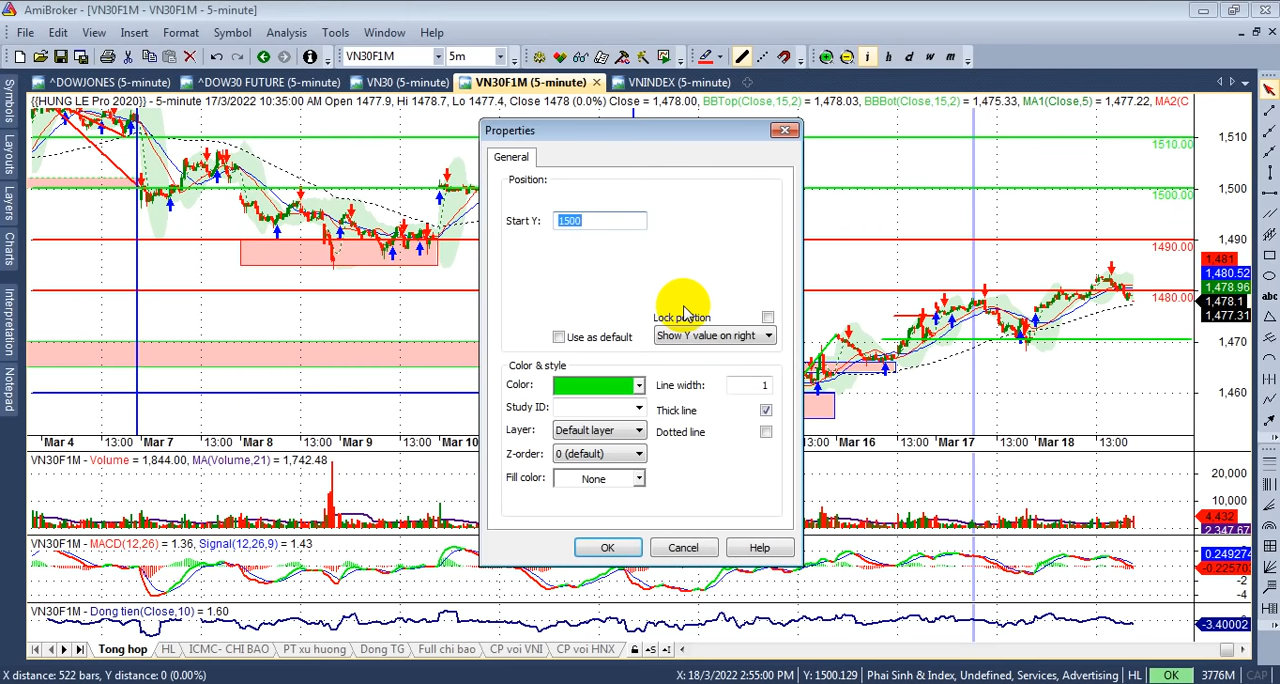 AmiBroker - [VN30F1M - 5-minute]
File Edit View Insert Format Symbol Analysis Tools Window Help
VN30F1M 5m i h d w m
^DOWJONES (5-minute) ^DOW30 FUTURE (5-minute) VN30 (5-minute) VN30F1M (5-minute) VNINDEX (5-minute)
{{HUNG LE Pro 2020}} - 5-minute 17/3/2022 10:35:00 AM Open 1477.9, Hi 1478.7, Lo 1477.4, Close 1478 (0.0%) Close = 1,478.00, BBTop(Close,15,2) = 1,478.03, BBBot(Close,15,2) = 1,475.33, MA1(Close,5) = 1,477.22, MA2(C
Symbols
Layouts
Layers
Charts
Interpretation
Notepad
Properties
General
Position:
Start Y: 1500
Lock position
Use as default Show Y value on right
Color & style
Color: Line width: 1
Study ID: Thick line
Layer: Default layer Dotted line
Z-order: 0 (default)
Fill color: None
OK Cancel Help
1510.00
1500.00
1490.00
1480.00
1,510
1,500
1,490
1,481
1,480.52
1,478.96
1,478.1
1,477.31
1,470
1,460
abc
Mar 4 13:00 Mar 7 13:00 Mar 8 13:00 Mar 9 13:00 Mar 10 13:00 Mar 16 13:00 Mar 17 13:00 Mar 18 13:00
VN30F1M - Volume = 1,844.00, MA(Volume,21) = 1,742.48
20,000
10,000
4,432
2,347.67
VN30F1M - MACD(12,26) = 1.36, Signal(12,26,9) = 1.43
0.249274
-0.22570
-2
-4
VN30F1M - Dong tien(Close,10) = 1.60
-3.40002
Tong hop HL ICMC- CHI BAO PT xu huong Dong TG Full chi bao CP voi VNI CP voi HNX
X distance: 522 bars, Y distance: 0 (0.00%) X: 18/3/2022 2:55:00 PM Y: 1500.129 Phai Sinh & Index, Undefined, Services, Advertising HL OK 3776M CAP